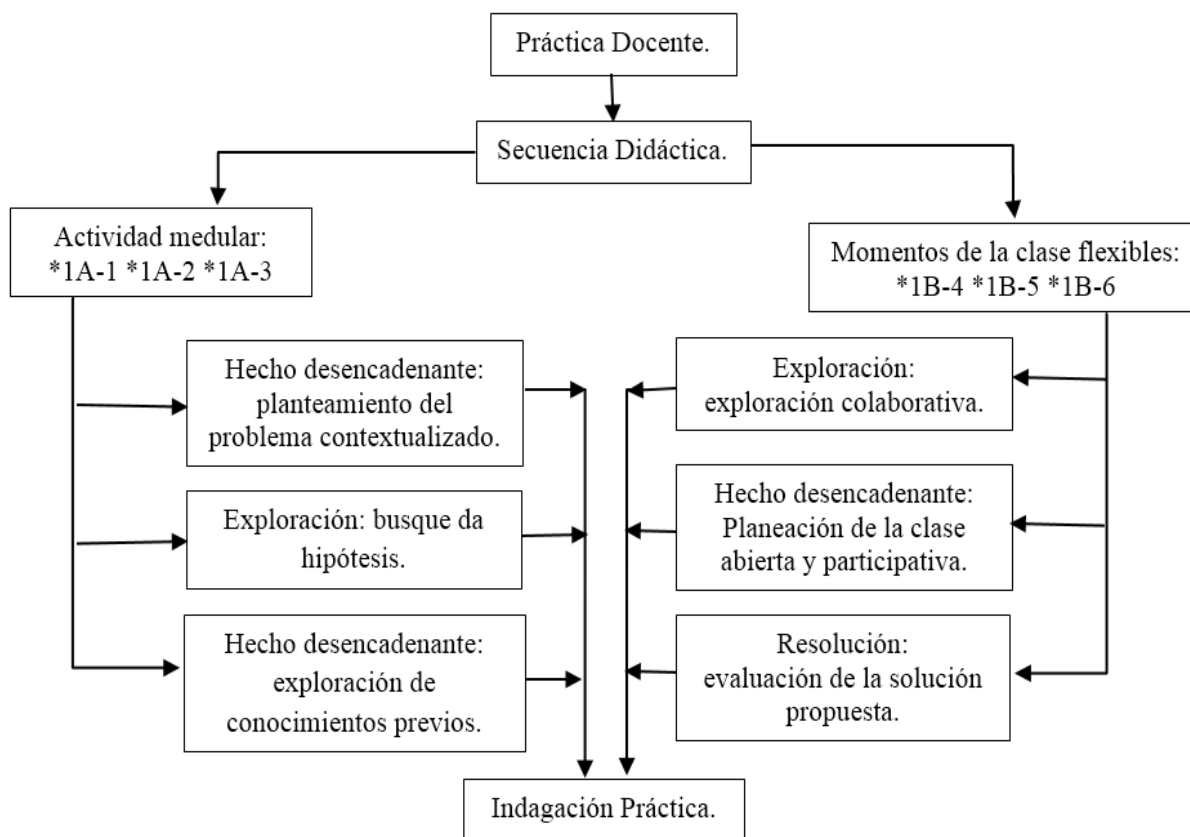 Práctica Docente.
Secuencia Didáctica.
Actividad medular:
*1A-1 *1A-2 *1A-3
Momentos de la clase flexibles:
*1B-4 *1B-5 *1B-6
Hecho desencadenante:
planteamiento del
problema contextualizado.
Exploración:
exploración colaborativa.
Exploración: busque da
hipótesis.
Hecho desencadenante:
Planeación de la clase
abierta y participativa.
Hecho desencadenante:
exploración de
conocimientos previos.
Resolución:
evaluación de la solución
propuesta.
Indagación Práctica.